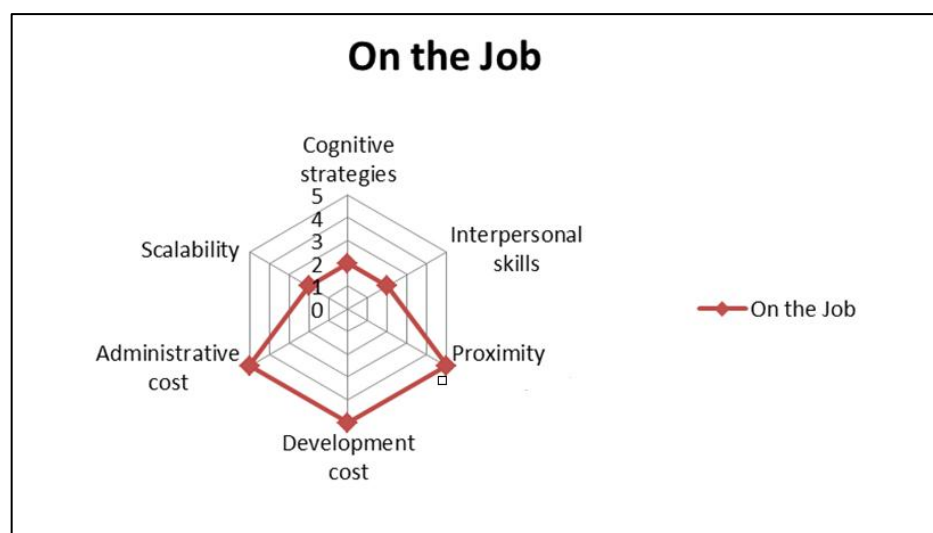 On the Job
Cognitive
strategies
5
4
3
2
1
0
Interpersonal
skills
Scalability
Proximity
Administrative
cost
Development
cost
On the Job